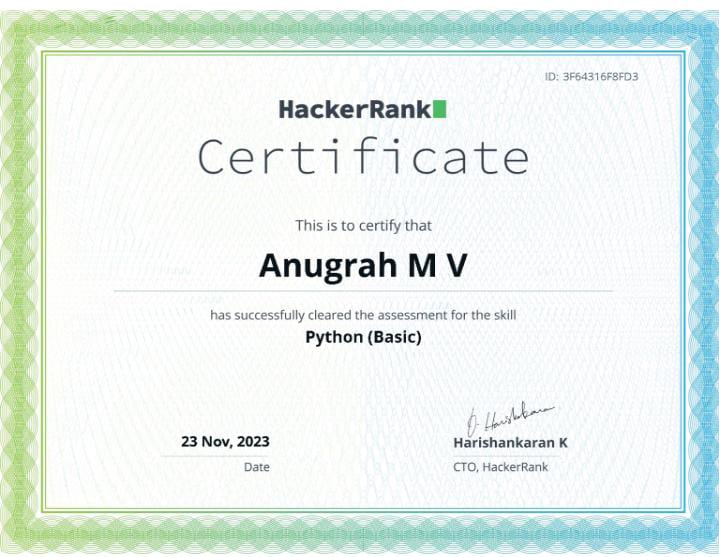 ID: 3F64316F8FD3
HackerRank
Certificate
This is to certify that
Anugrah M V
has successfully cleared the assessment for the skill
Python (Basic)
23 Nov, 2023
Date
Harishankaran K
CTO, HackerRank